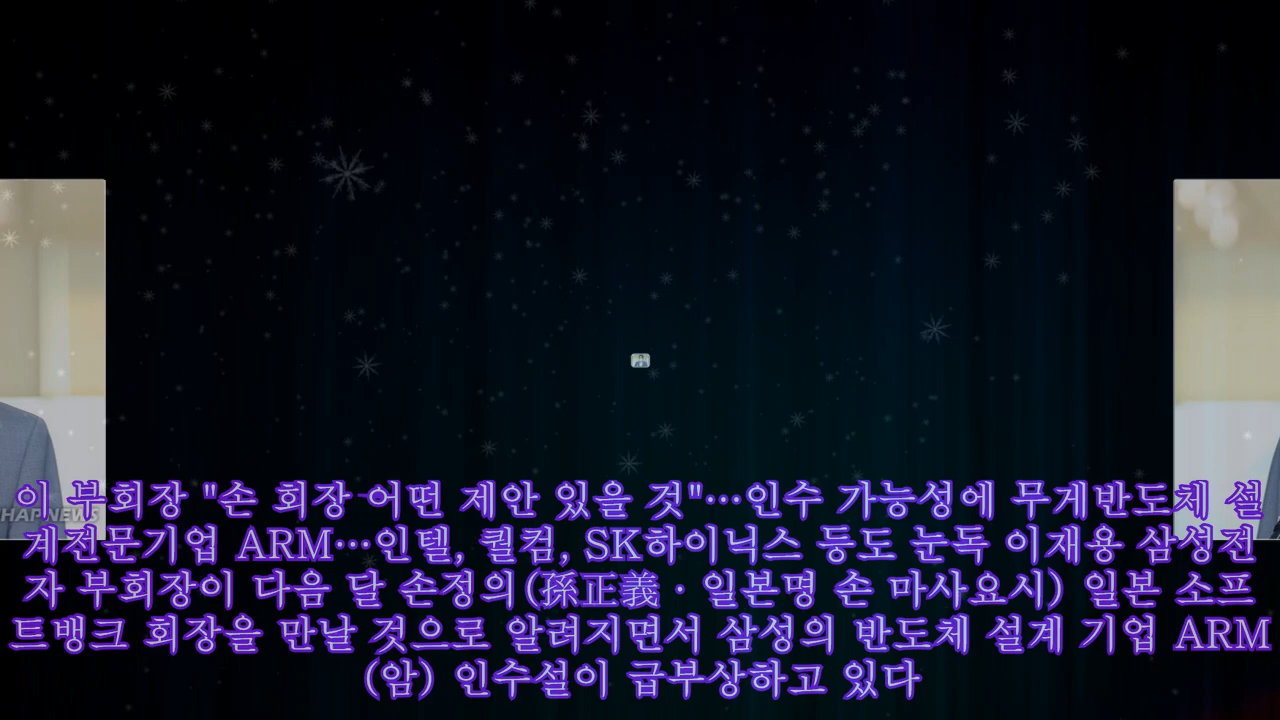 이 부회장 "손 회장 어떤 제안 있을 것"…인수 가능성에 무게반도체 설
계전문기업 ARM…인텔, 퀄컴, SK하이닉스 등도 눈독 이재용 삼성전
자 부회장이 다음 달 손정의(孫正義·일본명 손 마사요시) 일본 소프
트뱅크 회장을 만날 것으로 알려지면서 삼성의 반도체 설계 기업 ARM
(암) 인수설이 급부상하고 있다
HAP NEWS